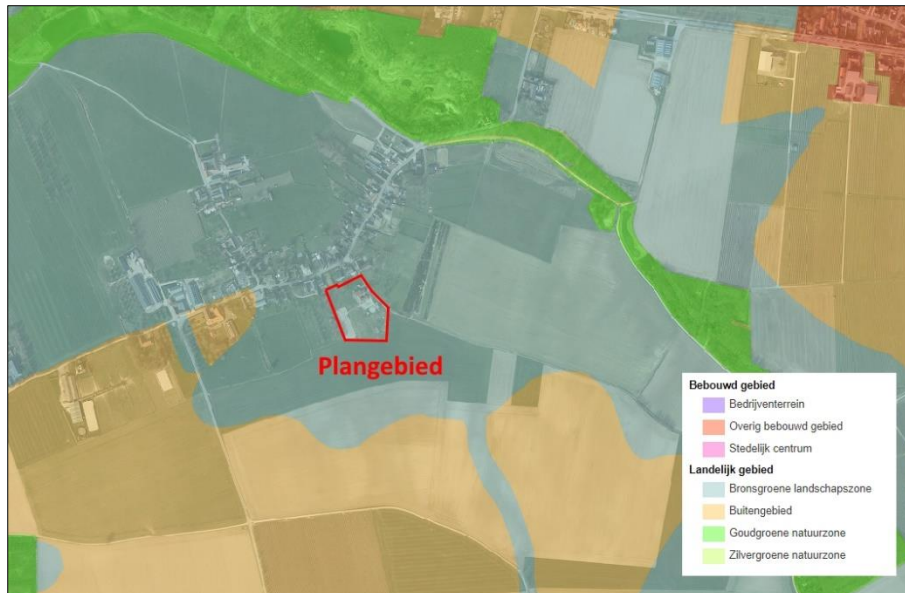 Plangebied
Bebouwd gebied
Bedrijventerrein
Overig bebouwd gebied
Stedelijk centrum
Landelijk gebied
Bronsgroene landschapszone
Buitengebied
Goudgroene natuurzone
Zilvergroene natuurzone